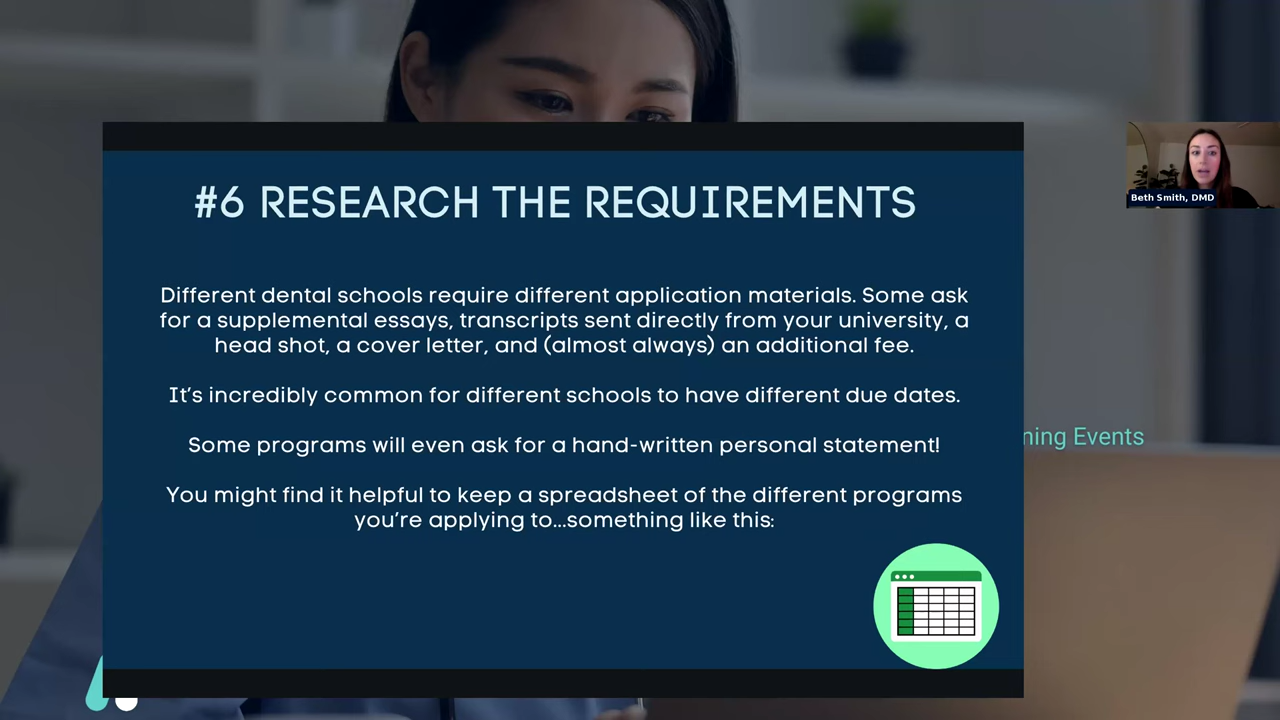 #6 RESEARCH THE REQUIREMENTS
Different dental schools require different application materials. Some ask
for a supplemental essays, transcripts sent directly from your university, a
head shot, a cover letter, and (almost always) an additional fee.
It's incredibly common for different schools to have different due dates.
Some programs will even ask for a hand-written personal statement!
You might find it helpful to keep a spreadsheet of the different programs
you're applying to...something like this:
Beth Smith, DMD
ning Events